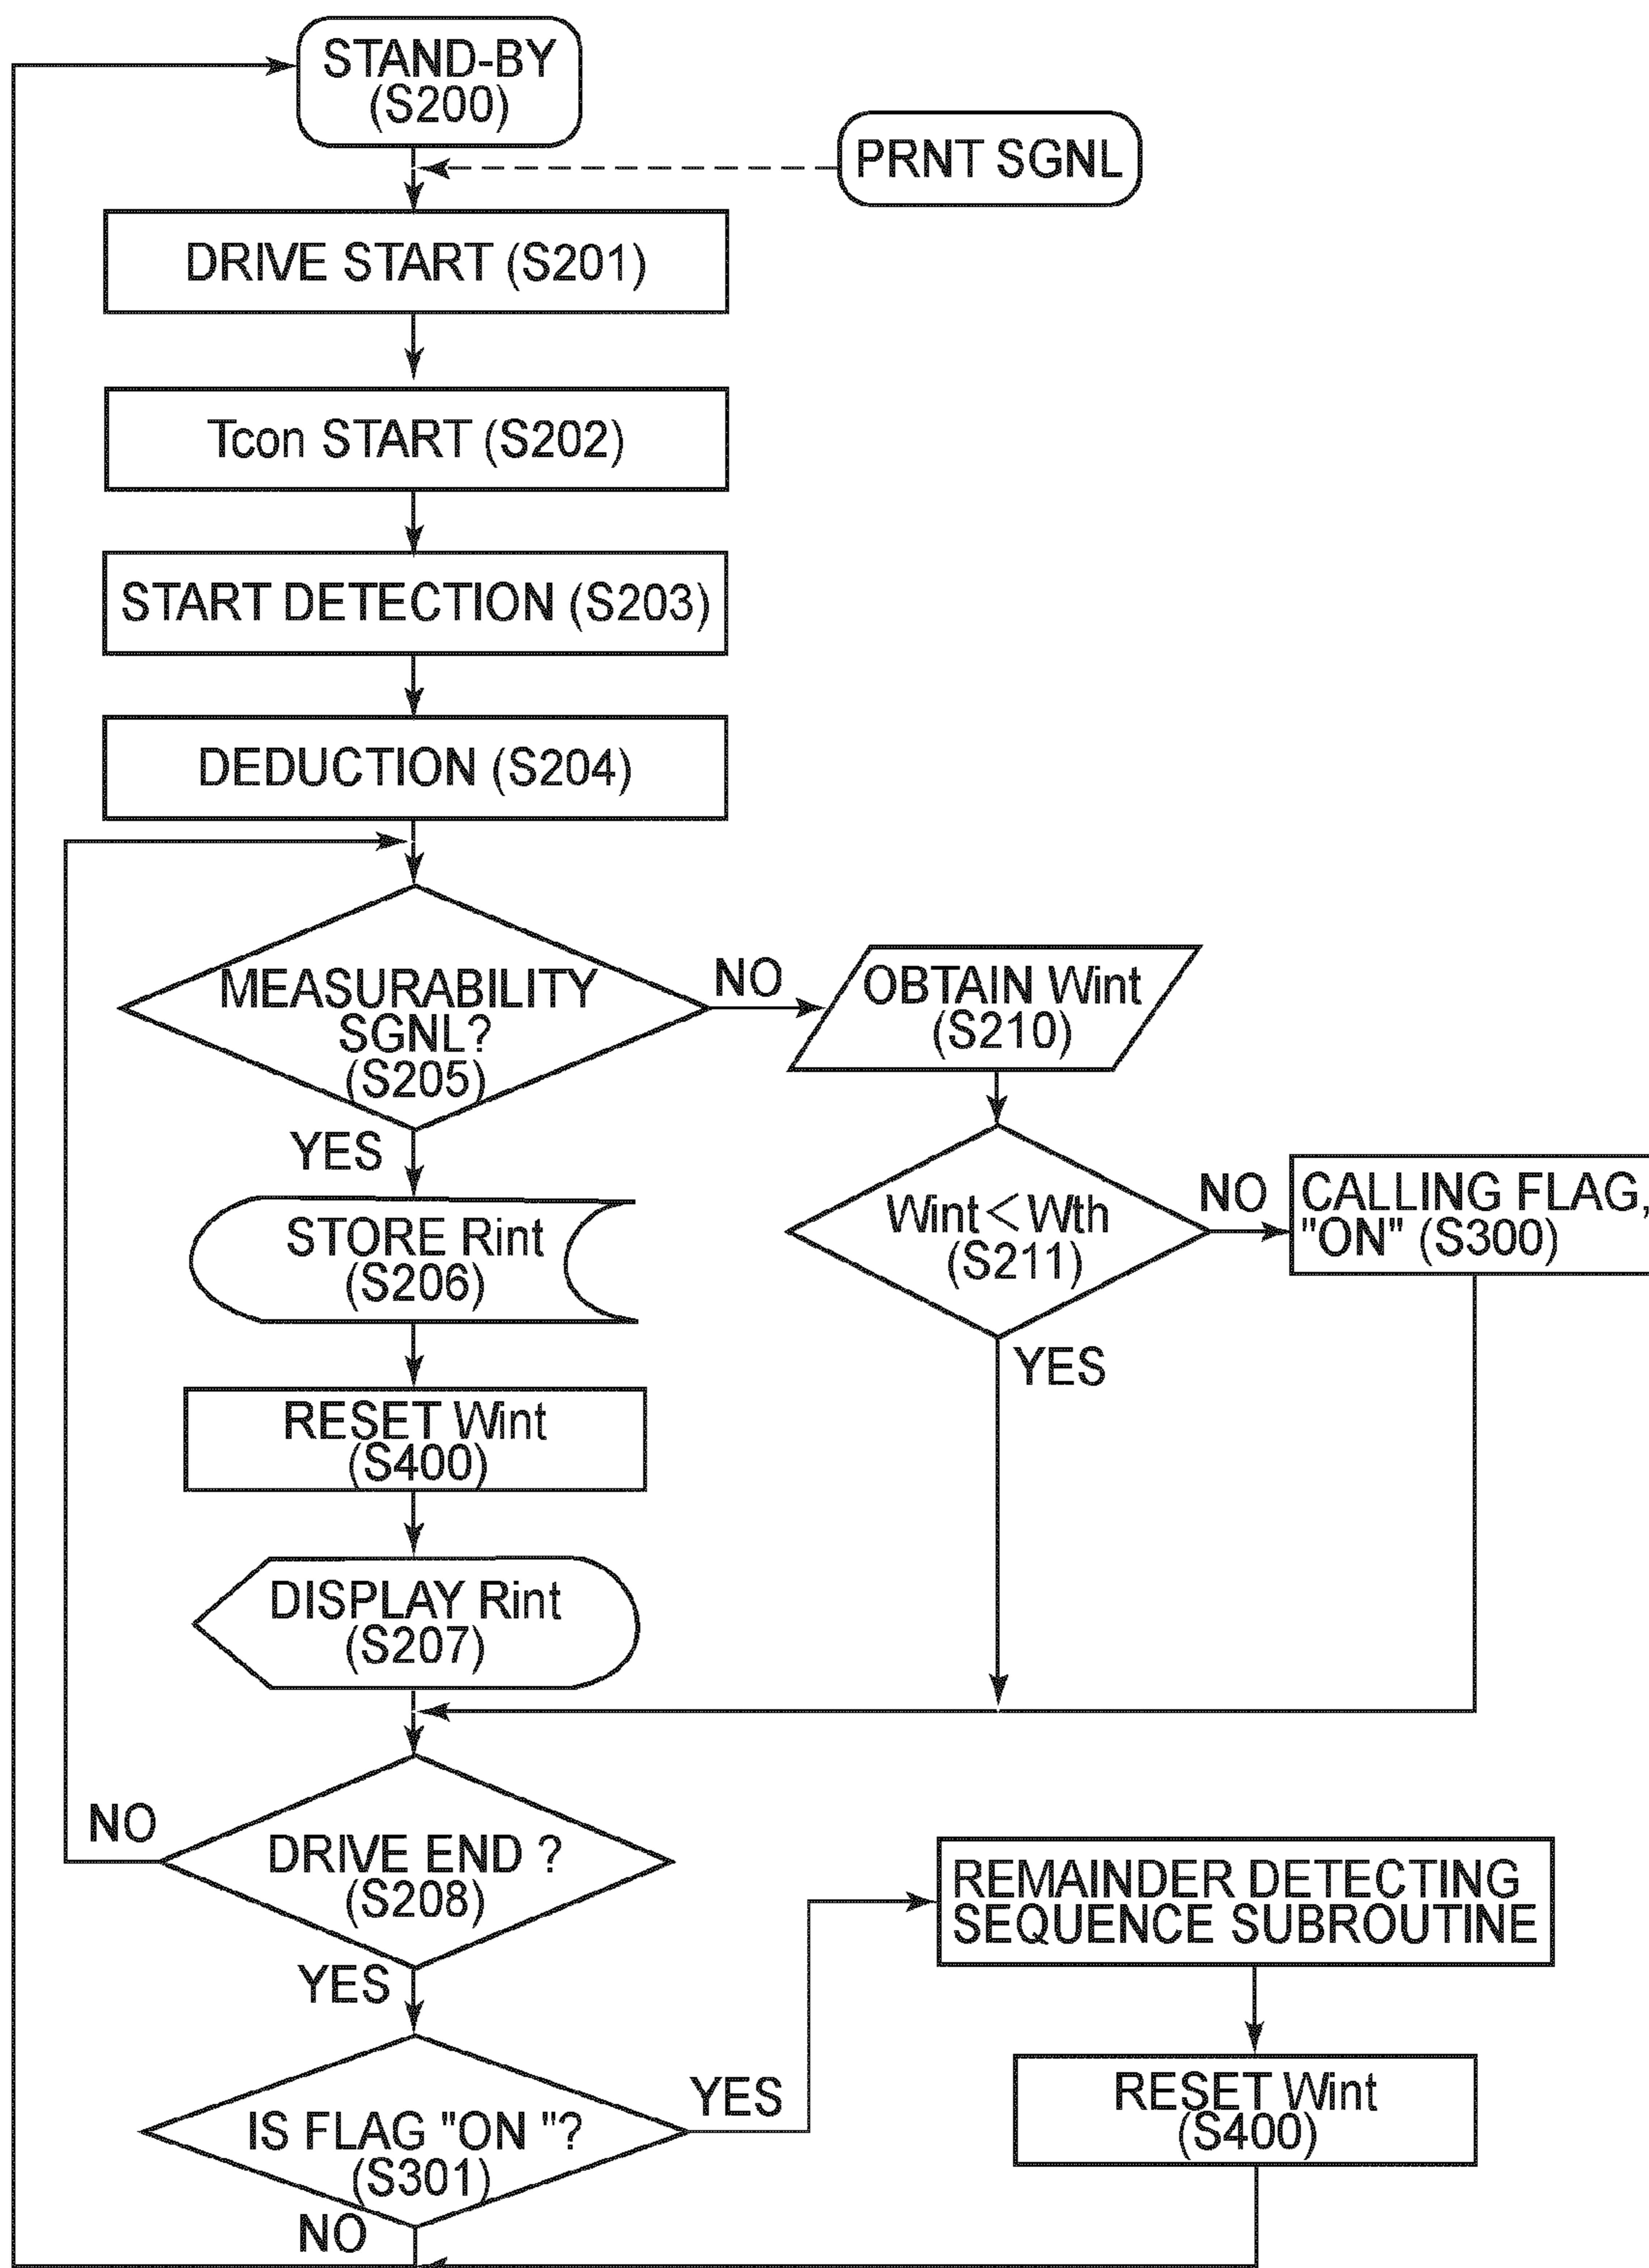 STAND-BY
(S200)
PRNT SGNL
DRIVE START (S201)
Tcon START (S202)
START DETECTION (S203)
DEDUCTION (S204)
MEASURABILITY
SGNL?
(S205)
NO
OBTAIN Wint
(S210)
YES
Wint<Wth
(S211)
NO
CALLING FLAG,
"ON" (S300)
STORE Rint
(S206)
YES
RESET Wint
(S400)
DISPLAY Rint
(S207)
NO
DRIVE END ?
(S208)
REMAINDER DETECTING
SEQUENCE SUBROUTINE
YES
IS FLAG "ON "?
(S301)
YES
RESET Wint
(S400)
NO